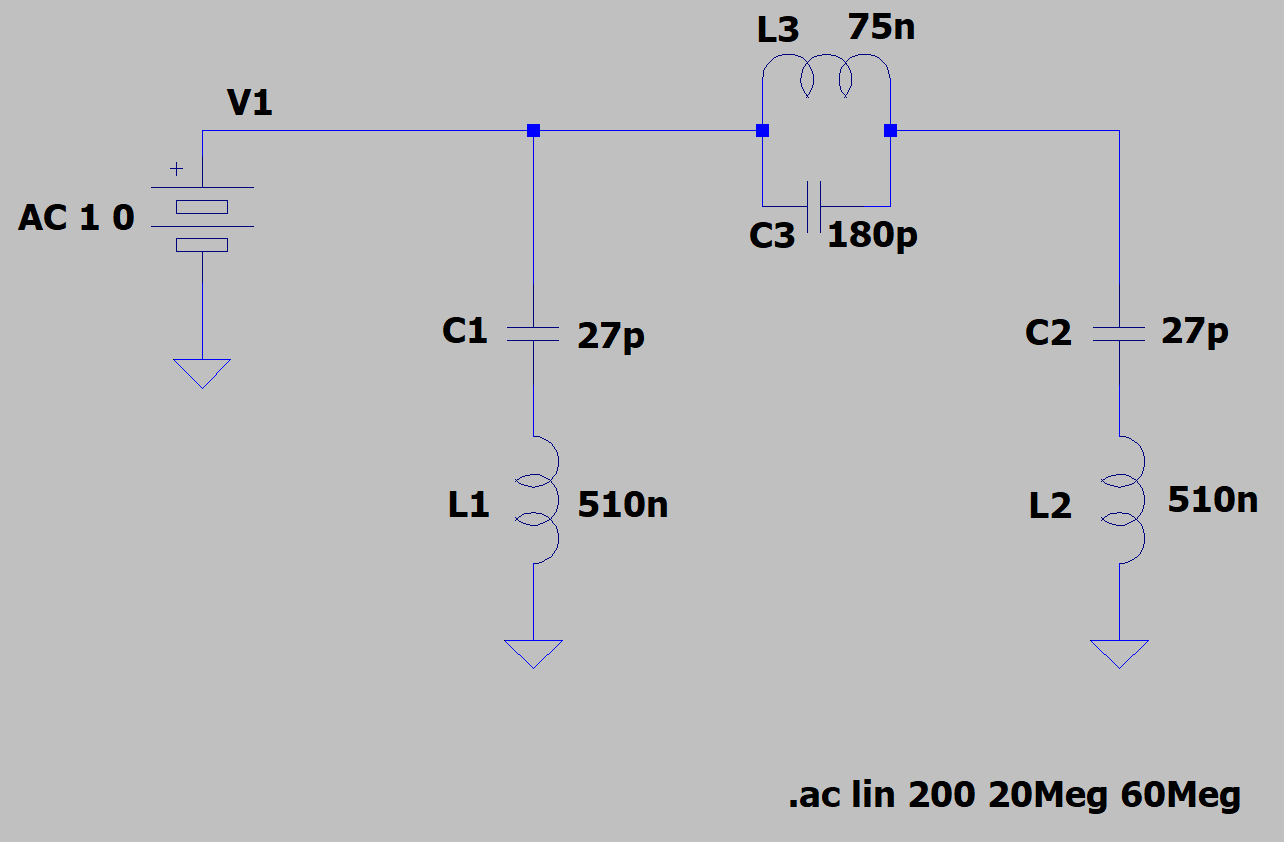 L3 75n
V1
+
AC 1 0
C3 180p
C1 27p
C2 27p
L1 510n
L2 510n
.ac lin 200 20Meg 60Meg